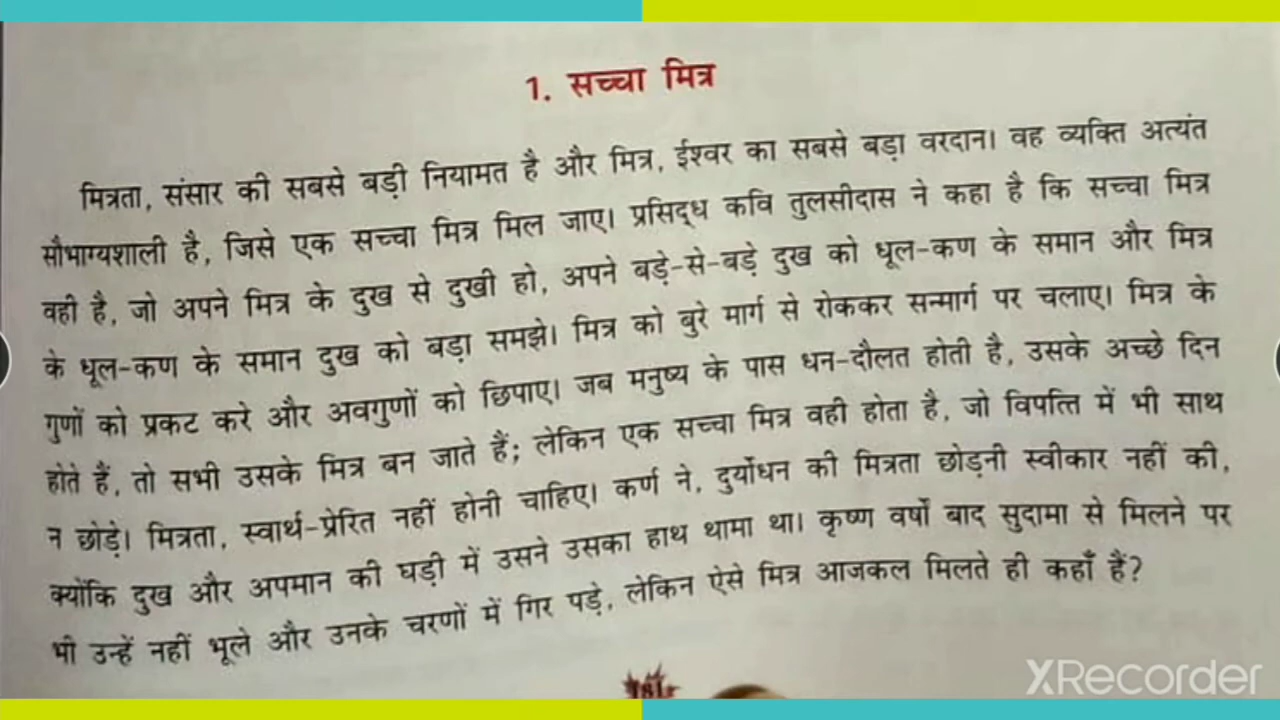 1. सच्चा मित्र
मित्रता, संसार की सबसे बड़ी नियामत है और मित्र, ईश्वर का सबसे बड़ा वरदान। वह व्यक्ति अत्यंत
सौभाग्यशाली है, जिसे एक सच्चा मित्र मिल जाए। प्रसिद्ध कवि तुलसीदास ने कहा है कि सच्चा मित्र
वही है, जो अपने मित्र के दुख से दुखी हो, अपने बड़े-से-बड़े दुख को धूल-कण के समान और मित्र
के धूल-कण के समान दुख को बड़ा समझे। मित्र को बुरे मार्ग से रोककर सन्मार्ग पर चलाए। मित्र के
गुणों को प्रकट करे और अवगुणों को छिपाए। जब मनुष्य के पास धन-दौलत होती है, उसके अच्छे दिन
होते हैं, तो सभी उसके मित्र बन जाते हैं; लेकिन एक सच्चा मित्र वही होता है, जो विपत्ति में भी साथ
न छोड़े। मित्रता, स्वार्थ-प्रेरित नहीं होनी चाहिए। कर्ण ने, दुर्योधन की मित्रता छोड़नी स्वीकार नहीं की,
क्योंकि दुख और अपमान की घड़ी में उसने उसका हाथ थामा था। कृष्ण वर्षों बाद सुदामा से मिलने पर
भी उन्हें नहीं भूले और उनके चरणों में गिर पड़े, लेकिन ऐसे मित्र आजकल मिलते ही कहाँ हैं?
181
XRecorder